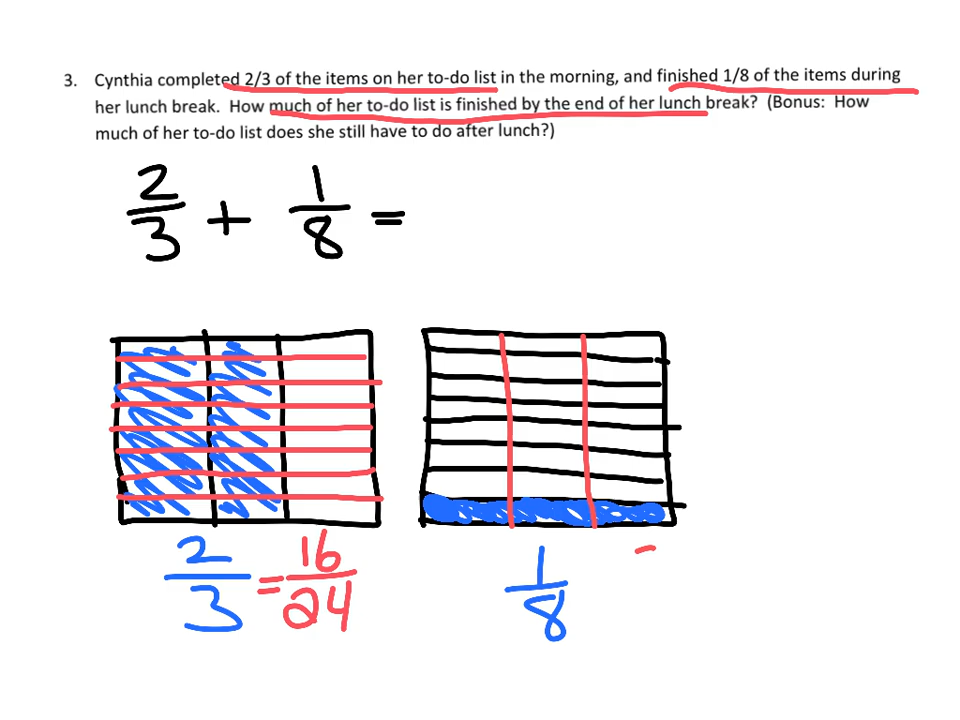 3. Cynthia completed 2/3 of the items on her to-do list in the morning, and finished 1/8 of the items during
her lunch break. How much of her to-do list is finished by the end of her lunch break? (Bonus: How
much of her to-do list does she still have to do after lunch?)
2/3 + 1/8 =
2/3 = 16/24
1/8